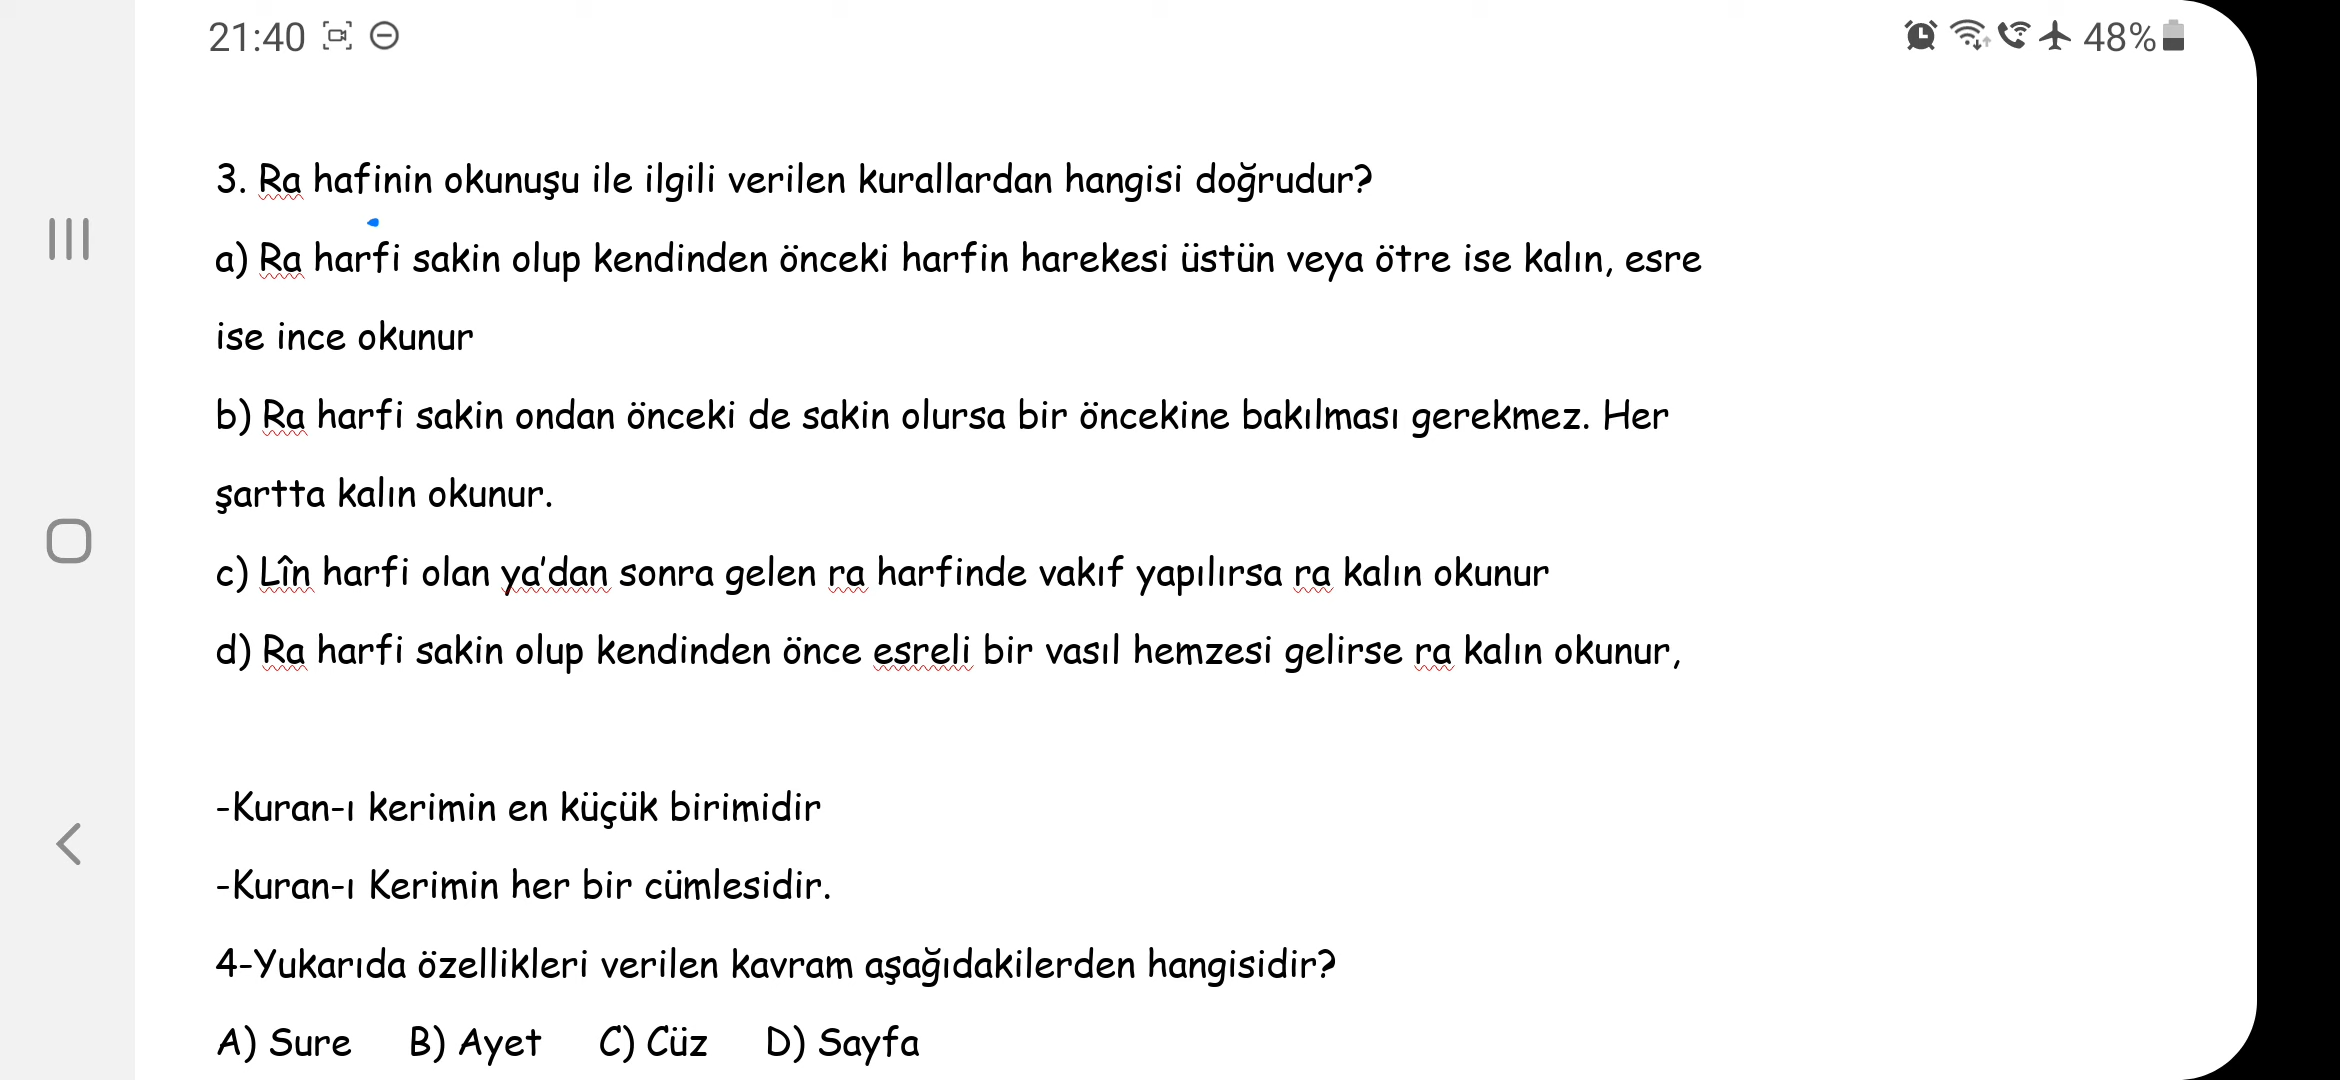 21:40 48%
3. Ra hafinin okunuşu ile ilgili verilen kurallardan hangisi doğrudur?
a) Ra harfi sakin olup kendinden önceki harfin harekesi üstün veya ötre ise kalın, esre
ise ince okunur
b) Ra harfi sakin ondan önceki de sakin olursa bir öncekine bakılması gerekmez. Her
şartta kalın okunur.
c) Lîn harfi olan ya'dan sonra gelen ra harfinde vakıf yapılırsa ra kalın okunur
d) Ra harfi sakin olup kendinden önce esreli bir vasıl hemzesi gelirse ra kalın okunur,
-Kuran-ı kerimin en küçük birimidir
-Kuran-ı Kerimin her bir cümlesidir.
4-Yukarıda özellikleri verilen kavram aşağıdakilerden hangisidir?
A) Sure B) Ayet C) Cüz D) Sayfa